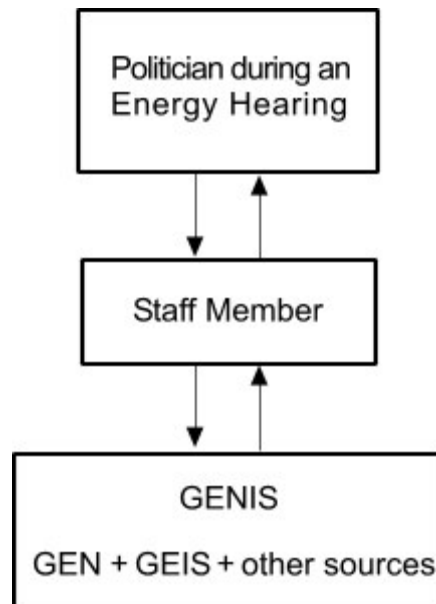 Politician during an
Energy Hearing
Staff Member
GENIS
GEN + GEIS + other sources